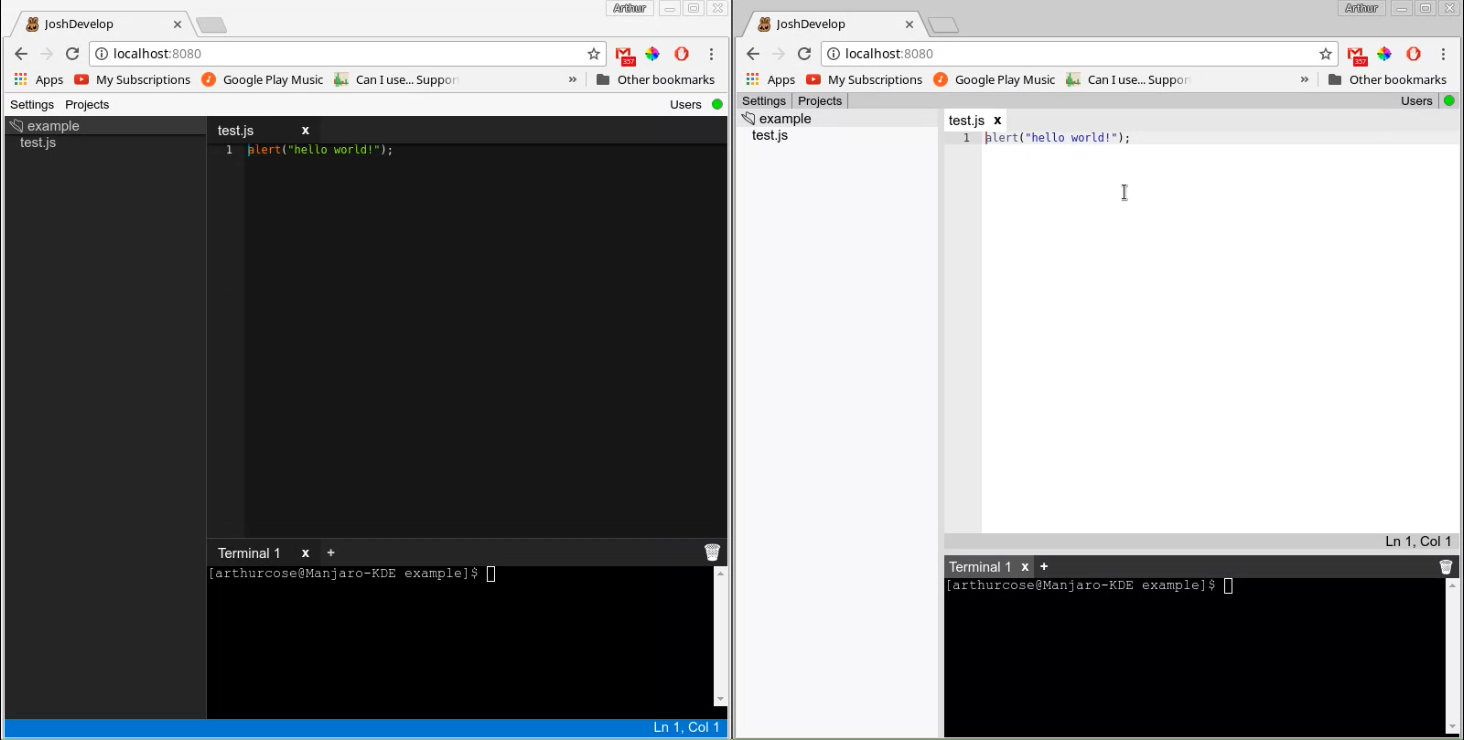 Arthur
JoshDevelop
localhost:8080
357
Apps My Subscriptions Google Play Music Can I use... Suppor » Other bookmarks
Settings Projects Users
example
test.js
test.js x
1 alert("hello world!");
Terminal 1 x +
[arthurcose@Manjaro-KDE example]$
Ln 1, Col 1
Arthur
JoshDevelop
localhost:8080
357
Apps My Subscriptions Google Play Music Can I use... Suppor » Other bookmarks
Settings Projects Users
example
test.js
test.js x
1 alert("hello world!");
Ln 1, Col 1
Terminal 1 x +
[arthurcose@Manjaro-KDE example]$